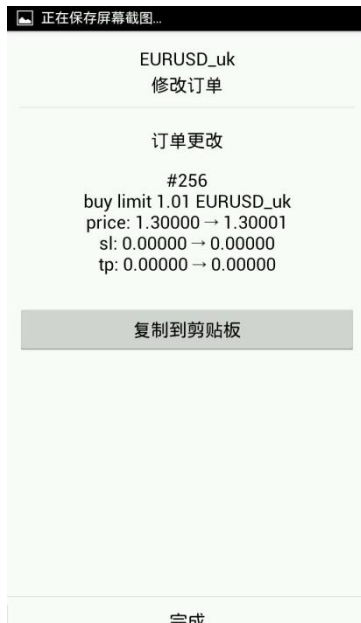 正在保存屏幕截图...
EURUSD_uk
修改订单
订单更改
#256
buy limit 1.01 EURUSD_uk
price: 1.30000 → 1.30001
sl: 0.00000 → 0.00000
tp: 0.00000 → 0.00000
复制到剪贴板
完成